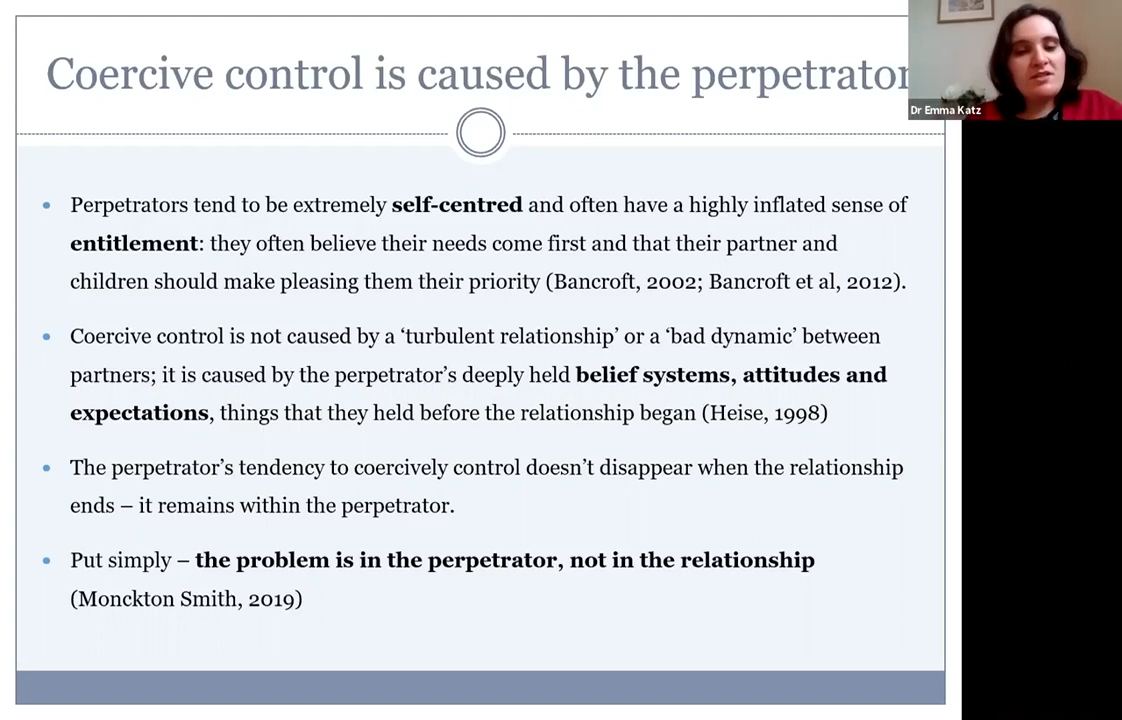 Coercive control is caused by the perpetrator
Dr Emma Katz
• Perpetrators tend to be extremely self-centred and often have a highly inflated sense of
entitlement: they often believe their needs come first and that their partner and
children should make pleasing them their priority (Bancroft, 2002; Bancroft et al, 2012).
• Coercive control is not caused by a ‘turbulent relationship’ or a ‘bad dynamic’ between
partners; it is caused by the perpetrator’s deeply held belief systems, attitudes and
expectations, things that they held before the relationship began (Heise, 1998)
• The perpetrator’s tendency to coercively control doesn’t disappear when the relationship
ends – it remains within the perpetrator.
• Put simply – the problem is in the perpetrator, not in the relationship
(Monckton Smith, 2019)